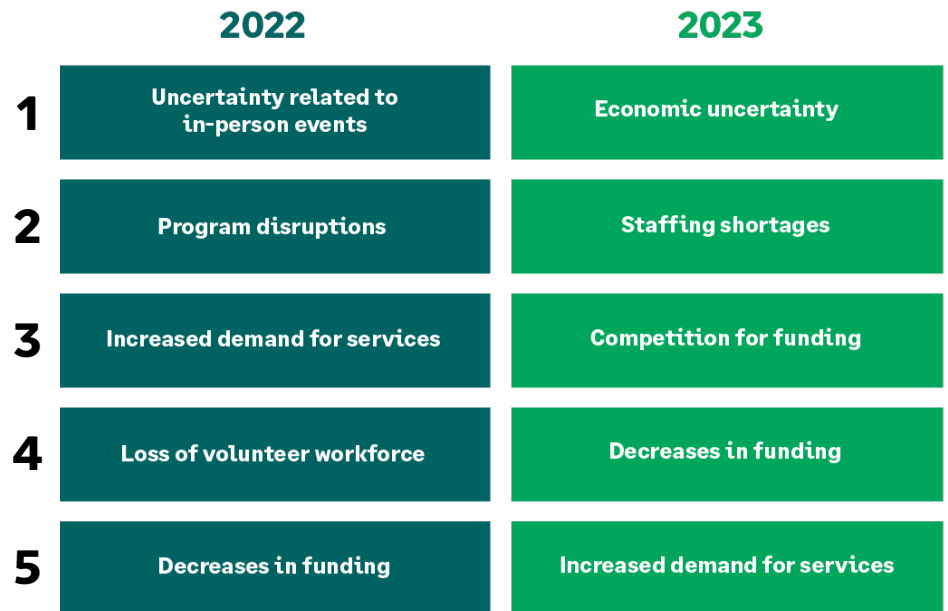 2022 2023
1 Uncertainty related to
in-person events
Economic uncertainty
2 Program disruptions Staffing shortages
3 Increased demand for services Competition for funding
4 Loss of volunteer workforce Decreases in funding
5 Decreases in funding Increased demand for services